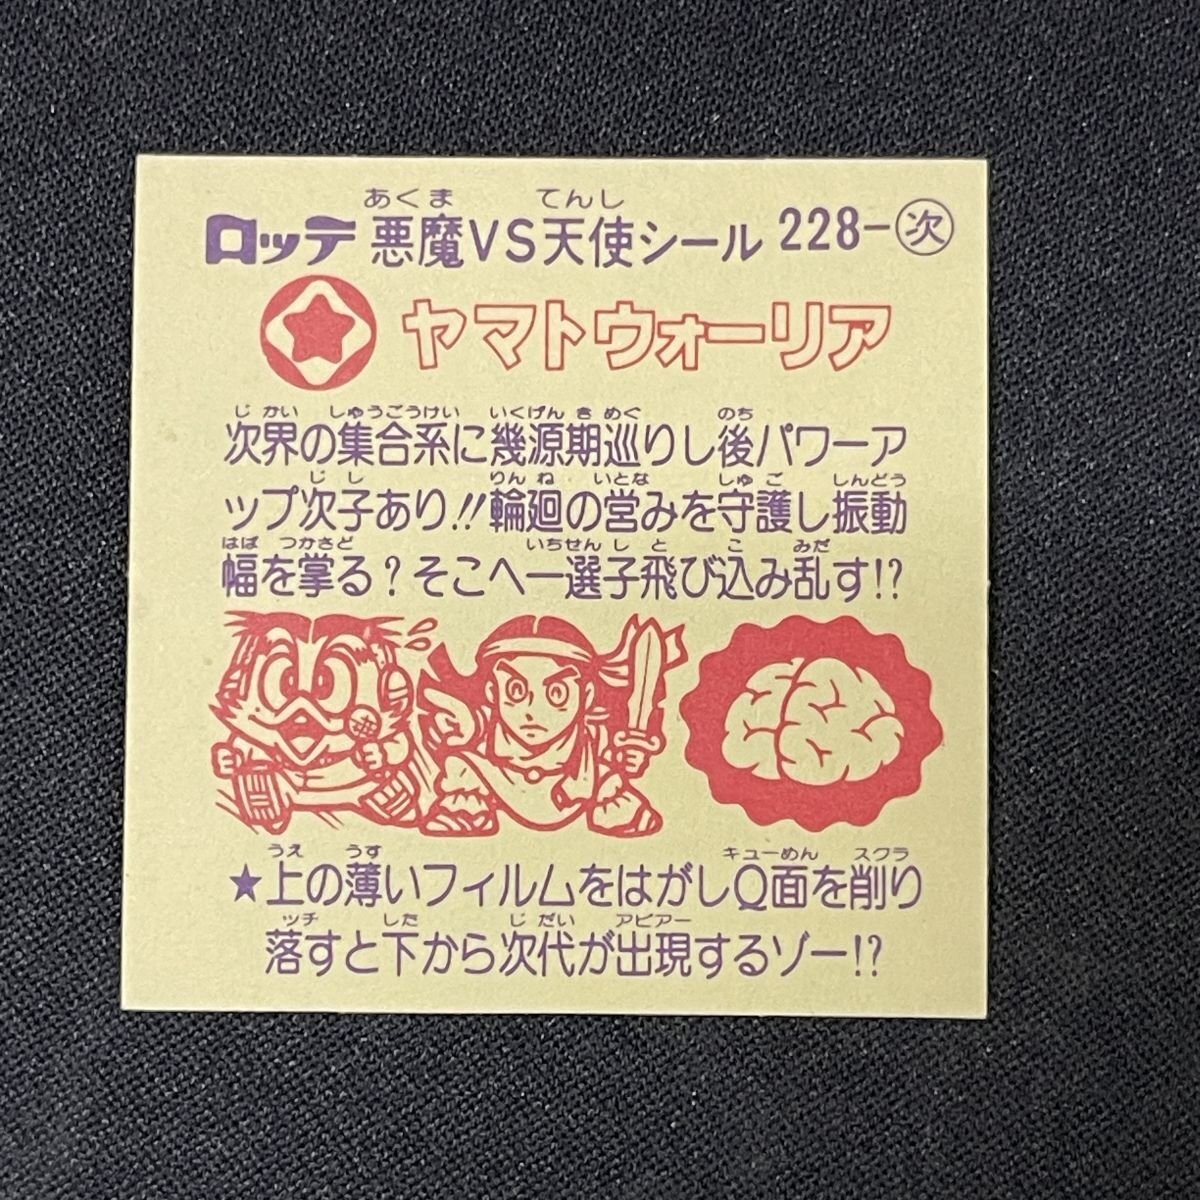 ロッテ 悪魔VS天使シール 228-次
あくま てんし
ヤマトウォーリア
じかい しゅうごうけい いくげんき めぐ のち
次界の集合系に幾源期巡りし後パワーア
じし りんね いとな しゅご しんどう
ップ次子あり!!輪廻の営みを守護し振動
はば つかさど いちせんし と こ みだ
幅を掌る?そこへ一選子飛び込み乱す!?
うえ うす キューめん スクラ
★上の薄いフィルムをはがしQ面を削り
ッチ した じだい アピアー
落すと下から次代が出現するゾー!?